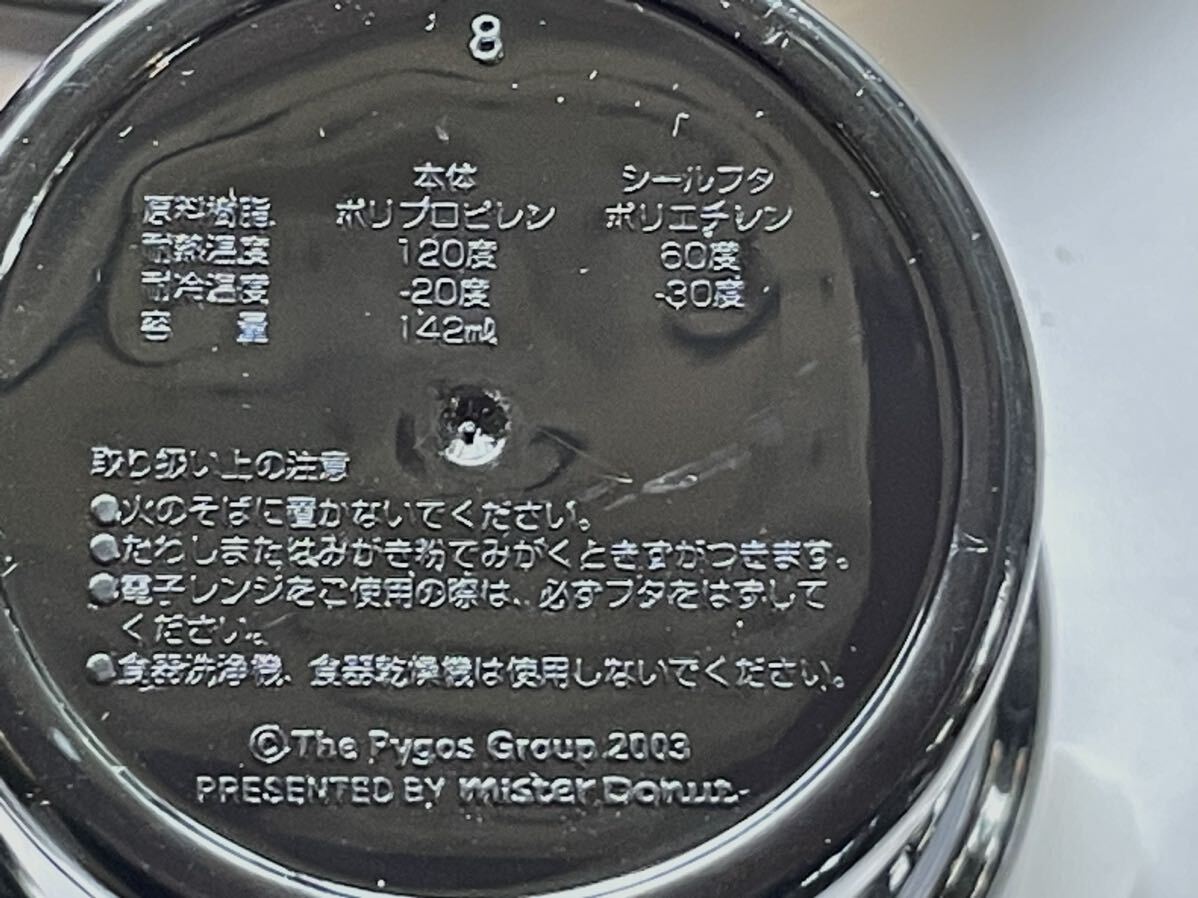 8
本体 シールフタ
原料樹脂 ポリプロピレン ポリエチレン
耐熱温度 120度 60度
耐冷温度 -20度 -30度
容 量 142mℓ
取り扱い上の注意
●火のそばに置かないでください。
●たわしまたはみがき粉でみがくときずがつきます。
●電子レンジをご使用の際は、必ずフタをはずして
ください。
●食器洗浄機、食器乾燥機は使用しないでください。
©The Pygos Group.2003
PRESENTED BY mister Donut